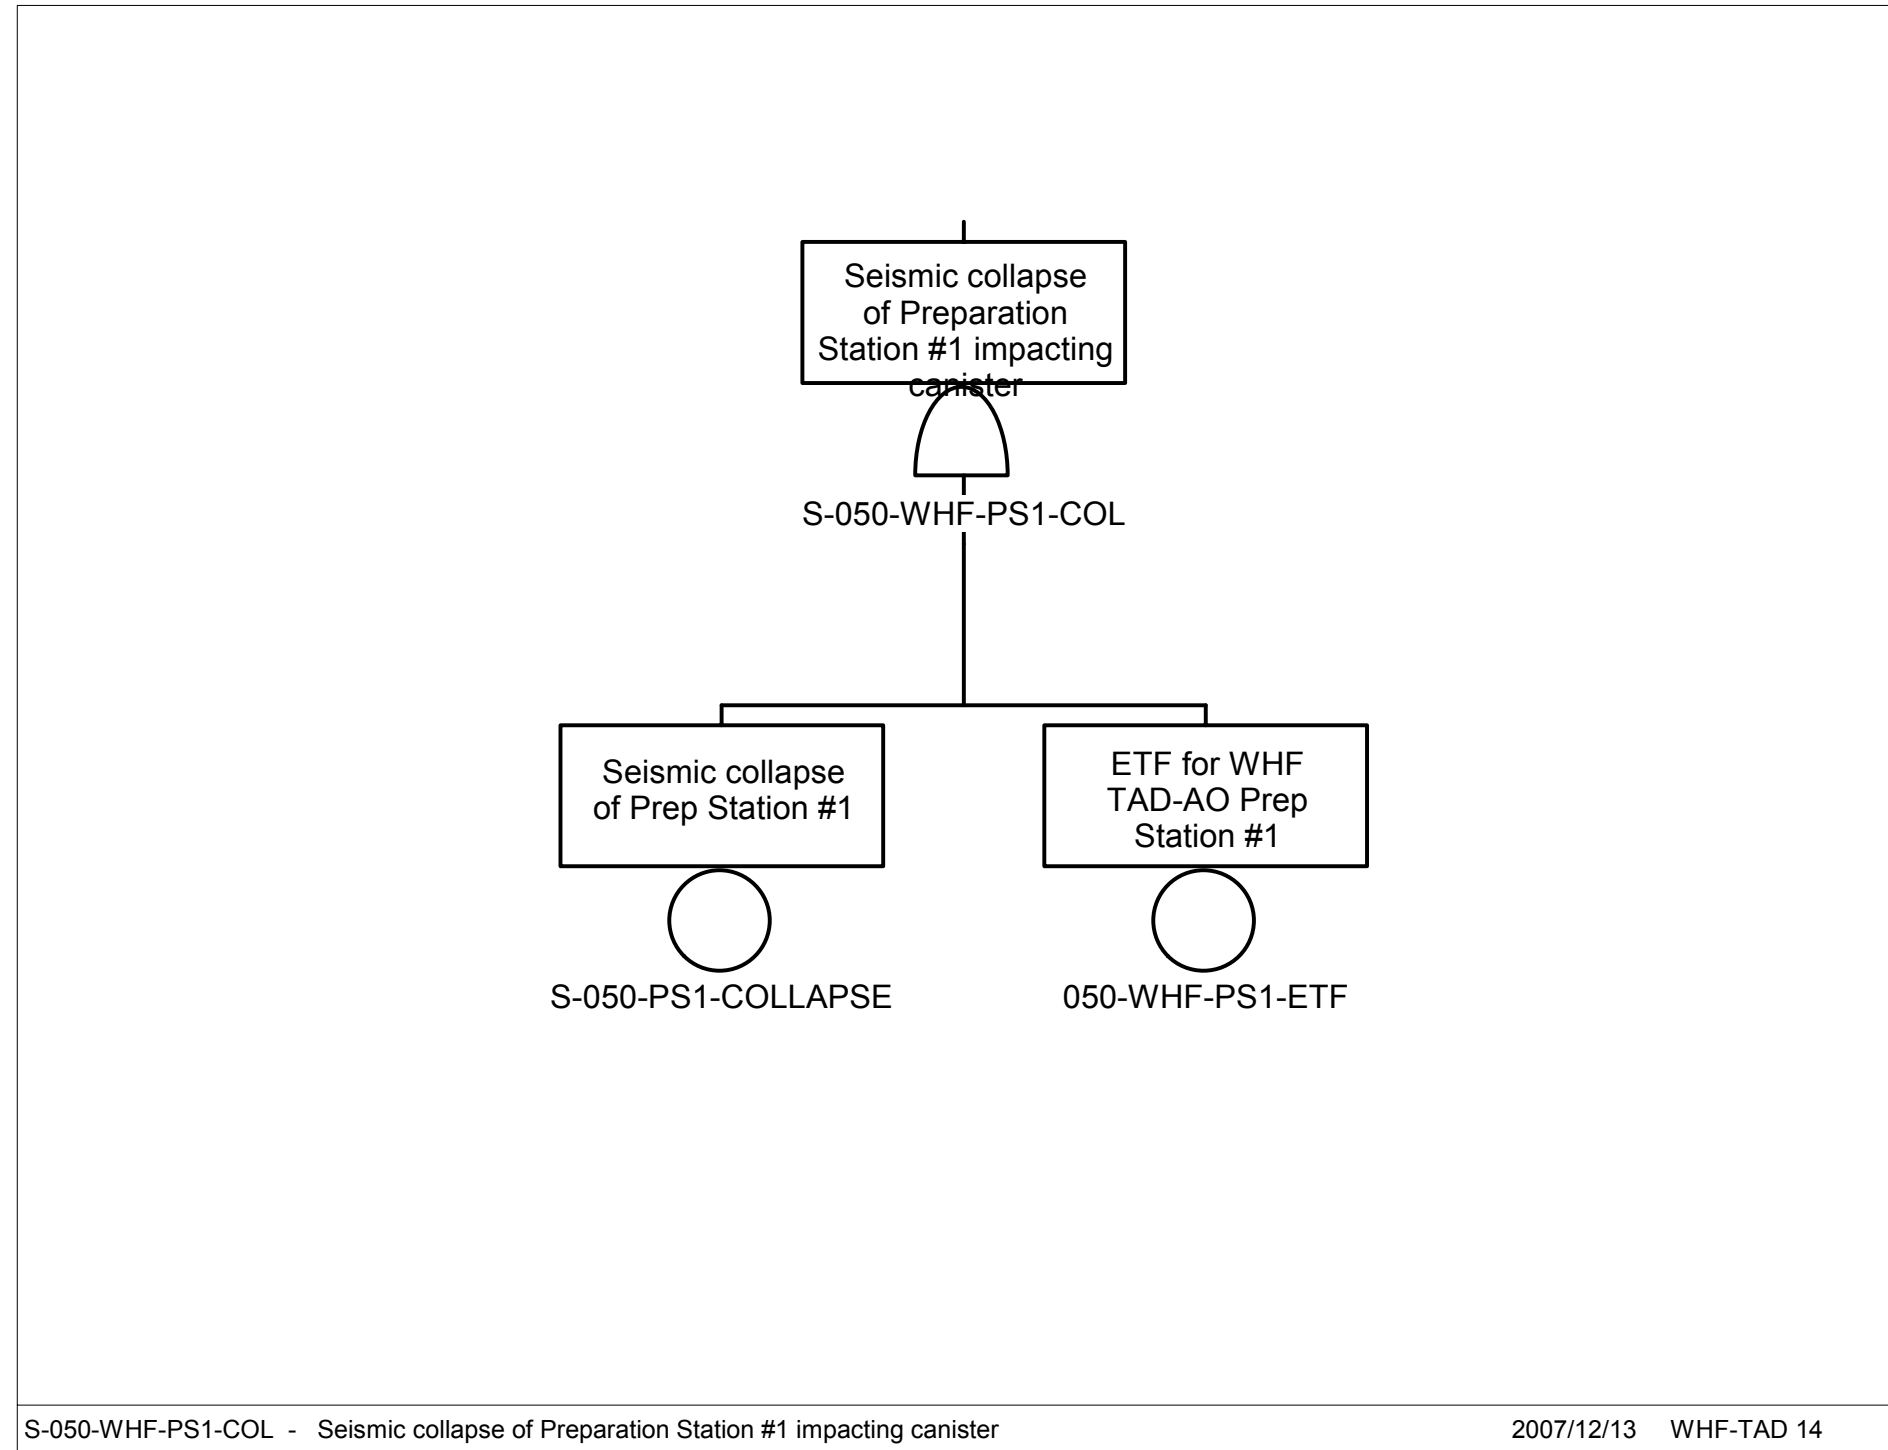 Seismic collapse
of Preparation
Station #1 impacting
canister
S-050-WHF-PS1-COL
Seismic collapse
of Prep Station #1
S-050-PS1-COLLAPSE
ETF for WHF
TAD-AO Prep
Station #1
050-WHF-PS1-ETF
S-050-WHF-PS1-COL - Seismic collapse of Preparation Station #1 impacting canister 2007/12/13 WHF-TAD 14